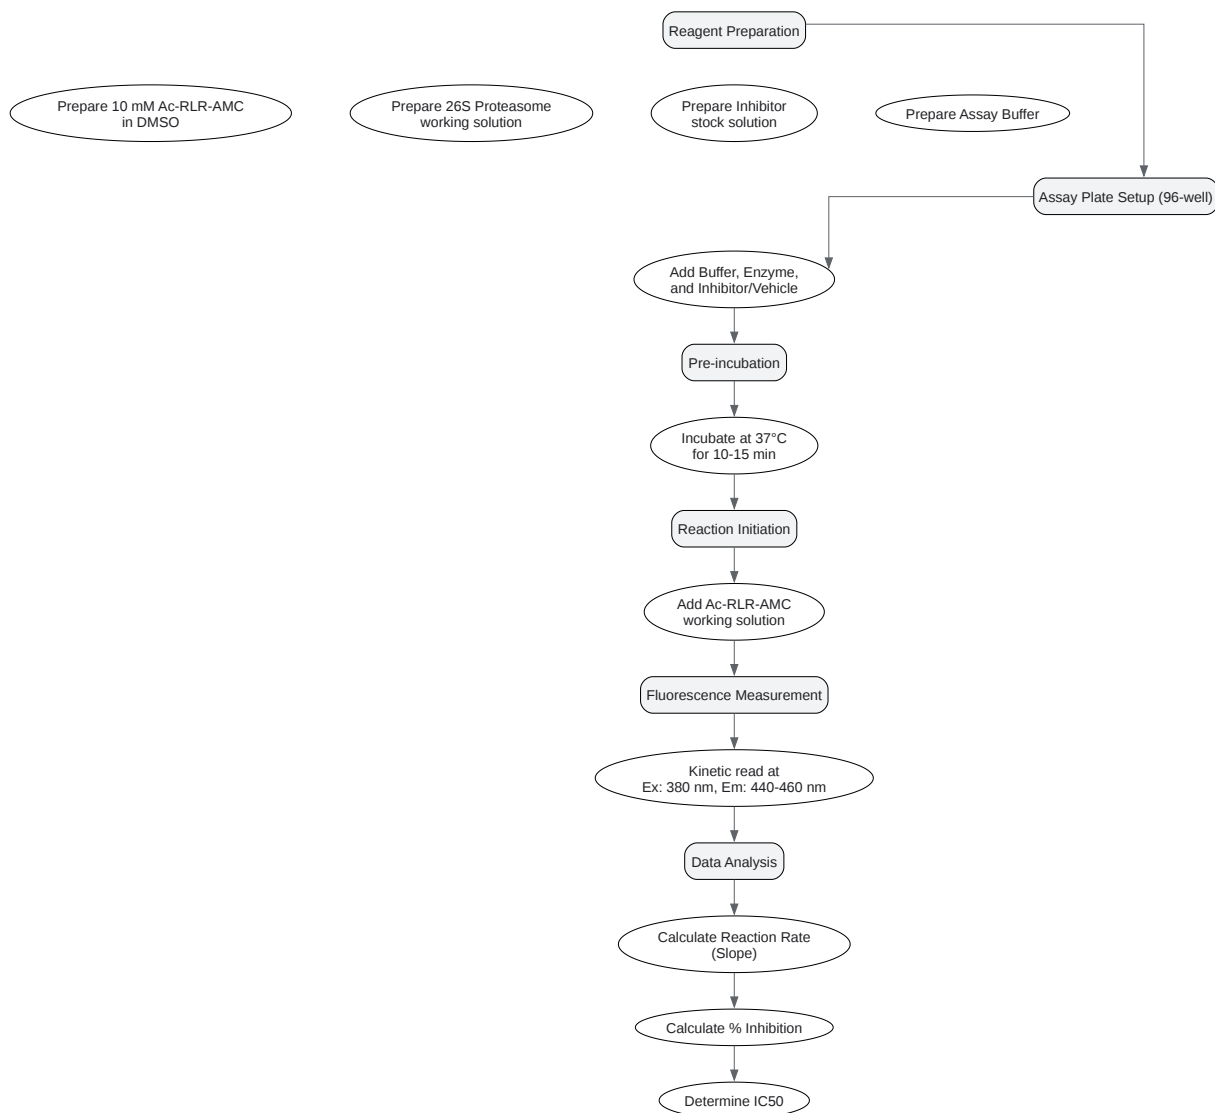 Reagent Preparation
Prepare 10 mM Ac-RLR-AMC
in DMSO
Prepare 26S Proteasome
working solution
Prepare Inhibitor
stock solution
Prepare Assay Buffer
Assay Plate Setup (96-well)
Add Buffer, Enzyme,
and Inhibitor/Vehicle
Pre-incubation
Incubate at 37°C
for 10-15 min
Reaction Initiation
Add Ac-RLR-AMC
working solution
Fluorescence Measurement
Kinetic read at
Ex: 380 nm, Em: 440-460 nm
Data Analysis
Calculate Reaction Rate
(Slope)
Calculate % Inhibition
Determine IC50